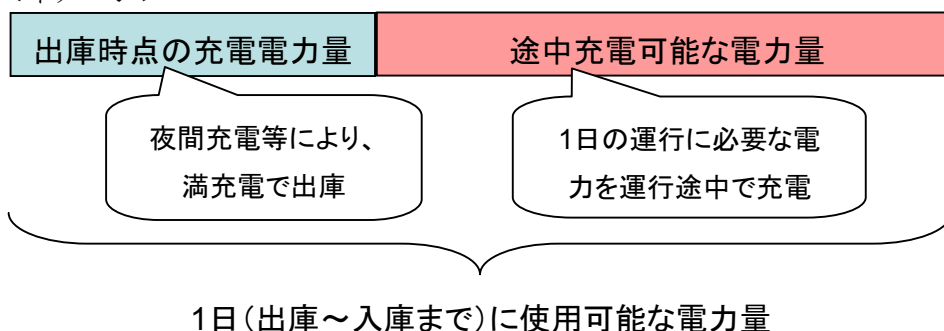 出庫時点の充電電力量
途中充電可能な電力量
夜間充電等により、
満充電で出庫
1日の運行に必要な電
力を運行途中で充電
1日(出庫～入庫まで)に使用可能な電力量